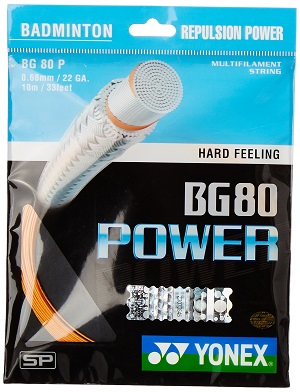 BADMINTON
REPULSION POWER
BG 80 P
0.68mm / 22 GA.
10m / 33feet
MULTIFILAMENT
STRING
HARD FEELING
BG80
POWER
SP
YONEX